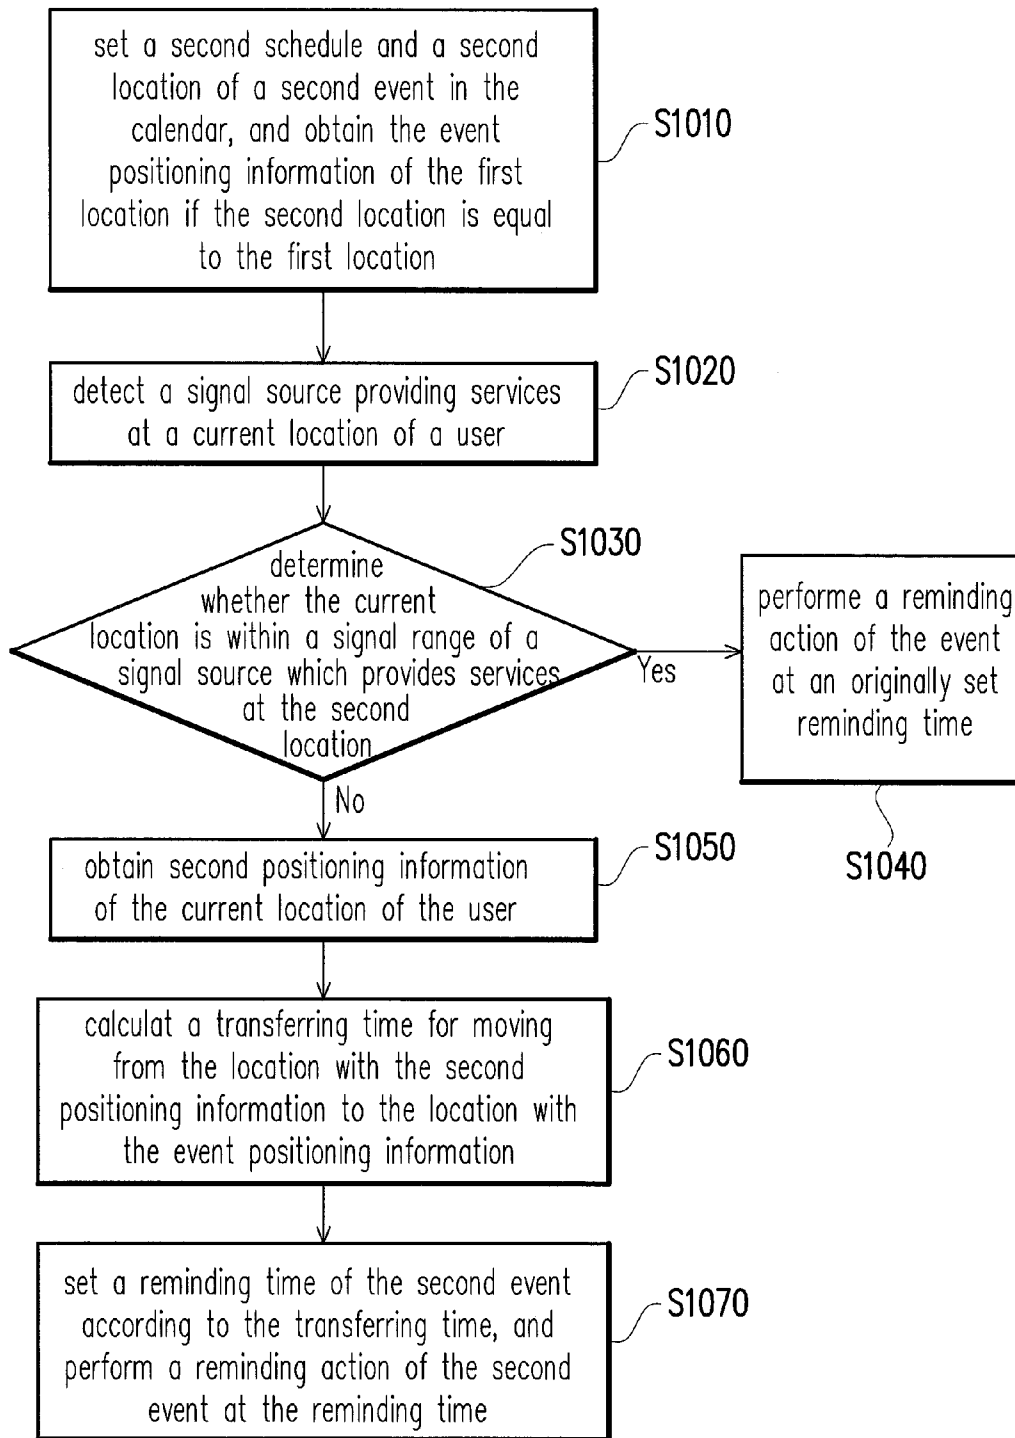 set a second schedule and a second
location of a second event in the
calendar, and obtain the event
positioning information of the first
location if the second location is equal
to the first location
S1010
detect a signal source providing services
at a current location of a user
S1020
determine
whether the current
location is within a signal range of a
signal source which provides services
at the second
location
S1030
Yes
No
performe a reminding
action of the event
at an originally set
reminding time
S1040
obtain second positioning information
of the current location of the user
S1050
calculat a transferring time for moving
from the location with the second
positioning information to the location with
the event positioning information
S1060
set a reminding time of the second event
according to the transferring time, and
perform a reminding action of the second
event at the reminding time
S1070